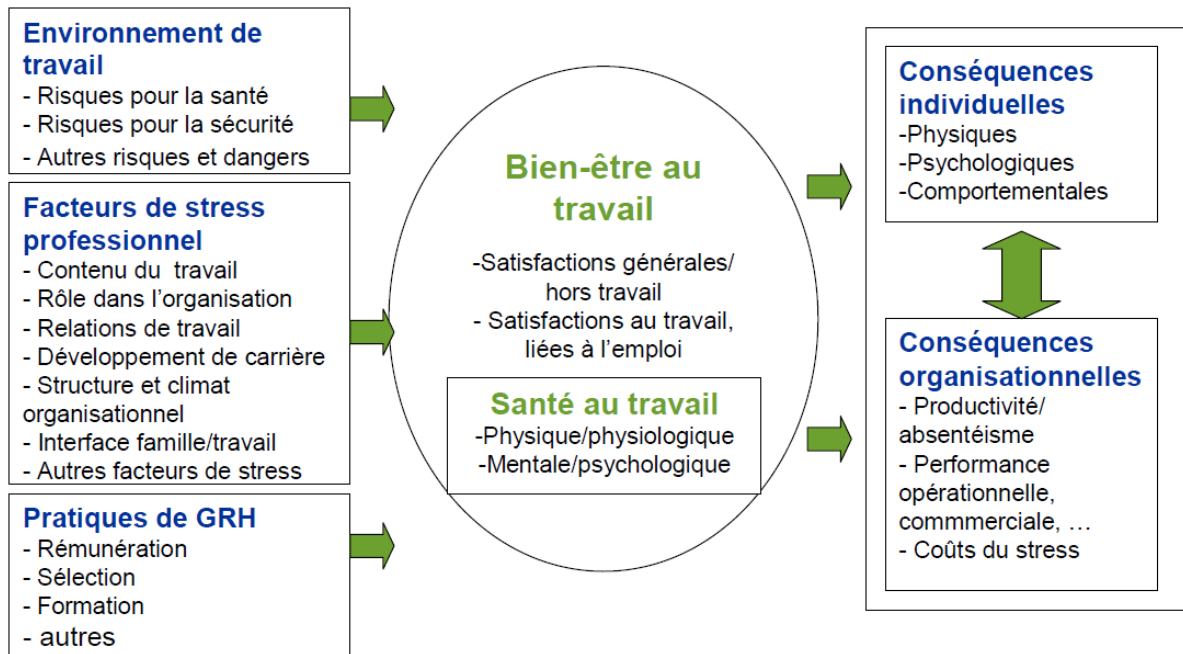 Environnement de
travail
- Risques pour la santé
- Risques pour la sécurité
- Autres risques et dangers
Facteurs de stress
professionnel
- Contenu du travail
- Rôle dans l'organisation
- Relations de travail
- Développement de carrière
- Structure et climat
organisationnel
- Interface famille/travail
- Autres facteurs de stress
Pratiques de GRH
- Rémunération
- Sélection
- Formation
- autres
Bien-être au
travail
-Satisfactions générales/
hors travail
- Satisfactions au travail,
liées à l'emploi
Santé au travail
-Physique/physiologique
-Mentale/psychologique
Conséquences
individuelles
-Physiques
-Psychologiques
-Comportementales
Conséquences
organisationnelles
- Productivité/
absentéisme
- Performance
opérationnelle,
commmerciale, …
- Coûts du stress